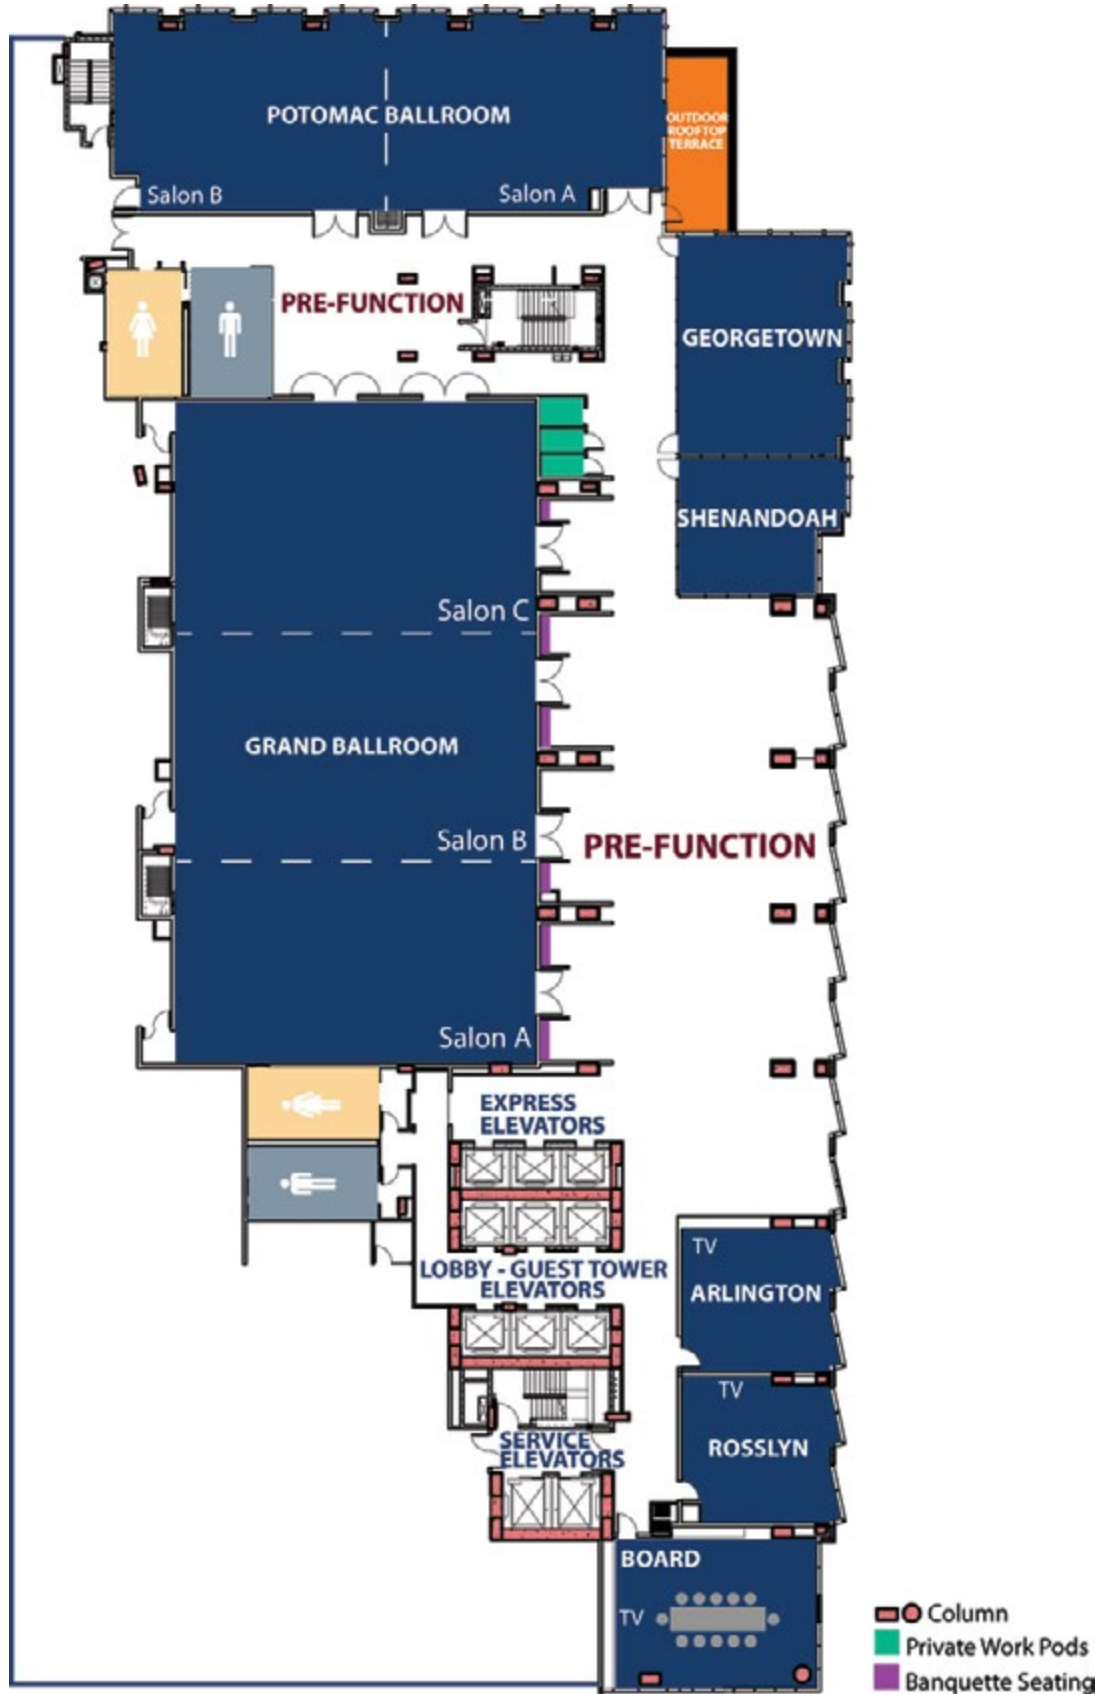 POTOMAC BALLROOM
OUTDOOR
ROOFTOP
TERRACE
Salon B
Salon A
PRE-FUNCTION
GEORGETOWN
SHENANDOAH
Salon C
GRAND BALLROOM
Salon B
PRE-FUNCTION
Salon A
EXPRESS
ELEVATORS
TV
LOBBY - GUEST TOWER
ELEVATORS
ARLINGTON
TV
ROSSLYN
SERVICE
ELEVATORS
BOARD
TV
Column
Private Work Pods
Banquette Seating